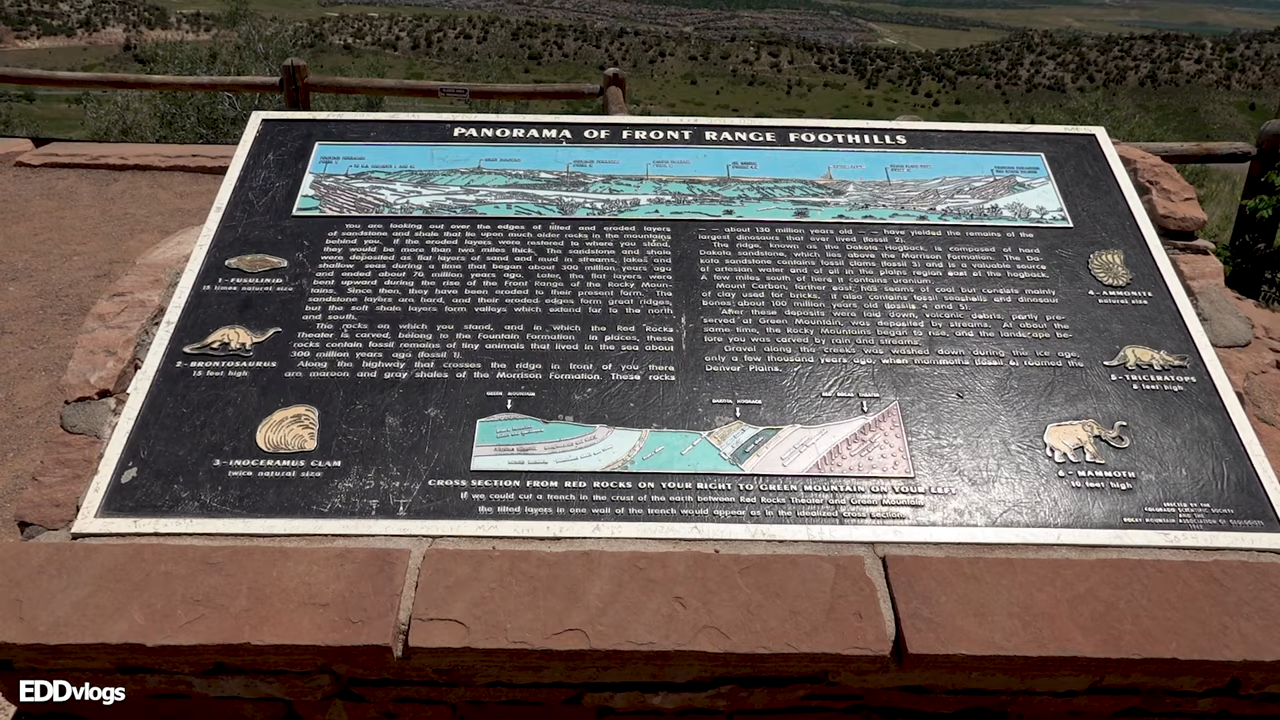 PANORAMA OF FRONT RANGE FOOTHILLS
You are looking out over the edges of tilted and eroded layers
of sandstone and shale that lie upon much older rocks in the mountains
behind you. If the eroded layers were restored to where you stand,
they would be more than two miles thick. The sandstone and shale
were deposited as flat layers of sand and mud in streams, lakes and
shallow seas during a time that began about 300 million years ago
and ended about 70 million years ago. Later, the flat layers were
bent upward during the rise of the Front Range of the Rocky Moun-
tains. Since then, they have been eroded to their present form. The
sandstone layers are hard, and their eroded edges form great ridges,
but the soft shale layers form valleys which extend far to the north
and south.
The rocks on which you stand, and in which the Red Rocks
Theater is carved, belong to the Fountain Formation. In places, these
rocks contain fossil remains of tiny animals that lived in the sea about
300 million years ago (fossil 1).
Along the highway that crosses the ridge in front of you there
are maroon and gray shales of the Morrison Formation. These rocks
— about 130 million years old — have yielded the remains of the
largest dinosaurs that ever lived (fossil 2).
The ridge, known as the Dakota Hogback, is composed of hard
Dakota sandstone, which lies above the Morrison Formation. The Da-
kota sandstone contains fossil clams (fossil 3) and is a valuable source
of artesian water and of oil in the plains region east of the hogback.
A few miles south of here it contains uranium.
Mount Carbon, farther east, has seams of coal but consists mainly
of clay used for bricks. It also contains fossil seashells and dinosaur
bones about 100 million years old (fossils 4 and 5).
After these deposits were laid down, volcanic debris, partly pre-
served at Green Mountain, was deposited by streams. At about the
same time, the Rocky Mountains began to rise, and the landscape be-
fore you was carved by rain and streams.
Gravel along the creeks was washed down during the ice age,
only a few thousand years ago, when mammoths (fossil 6) roamed the
Denver Plains.
1-FUSULINID
15 times natural size
2-BRONTOSAURUS
15 feet high
3-INOCERAMUS CLAM
twice natural size
4-AMMONITE
natural size
5-TRICERATOPS
8 feet high
6-MAMMOTH
10 feet high
GREEN MOUNTAIN
DAKOTA HOGBACK
RED ROCKS THEATER
CROSS SECTION FROM RED ROCKS ON YOUR RIGHT TO GREEN MOUNTAIN ON YOUR LEFT
If we could cut a trench in the crust of the earth between Red Rocks Theater and Green Mountain
the tilted layers in one wall of the trench would appear as in the idealized cross section.
COLORADO SCIENTIFIC SOCIETY
AND THE
ROCKY MOUNTAIN ASSOCIATION OF GEOLOGISTS
EDDvlogs